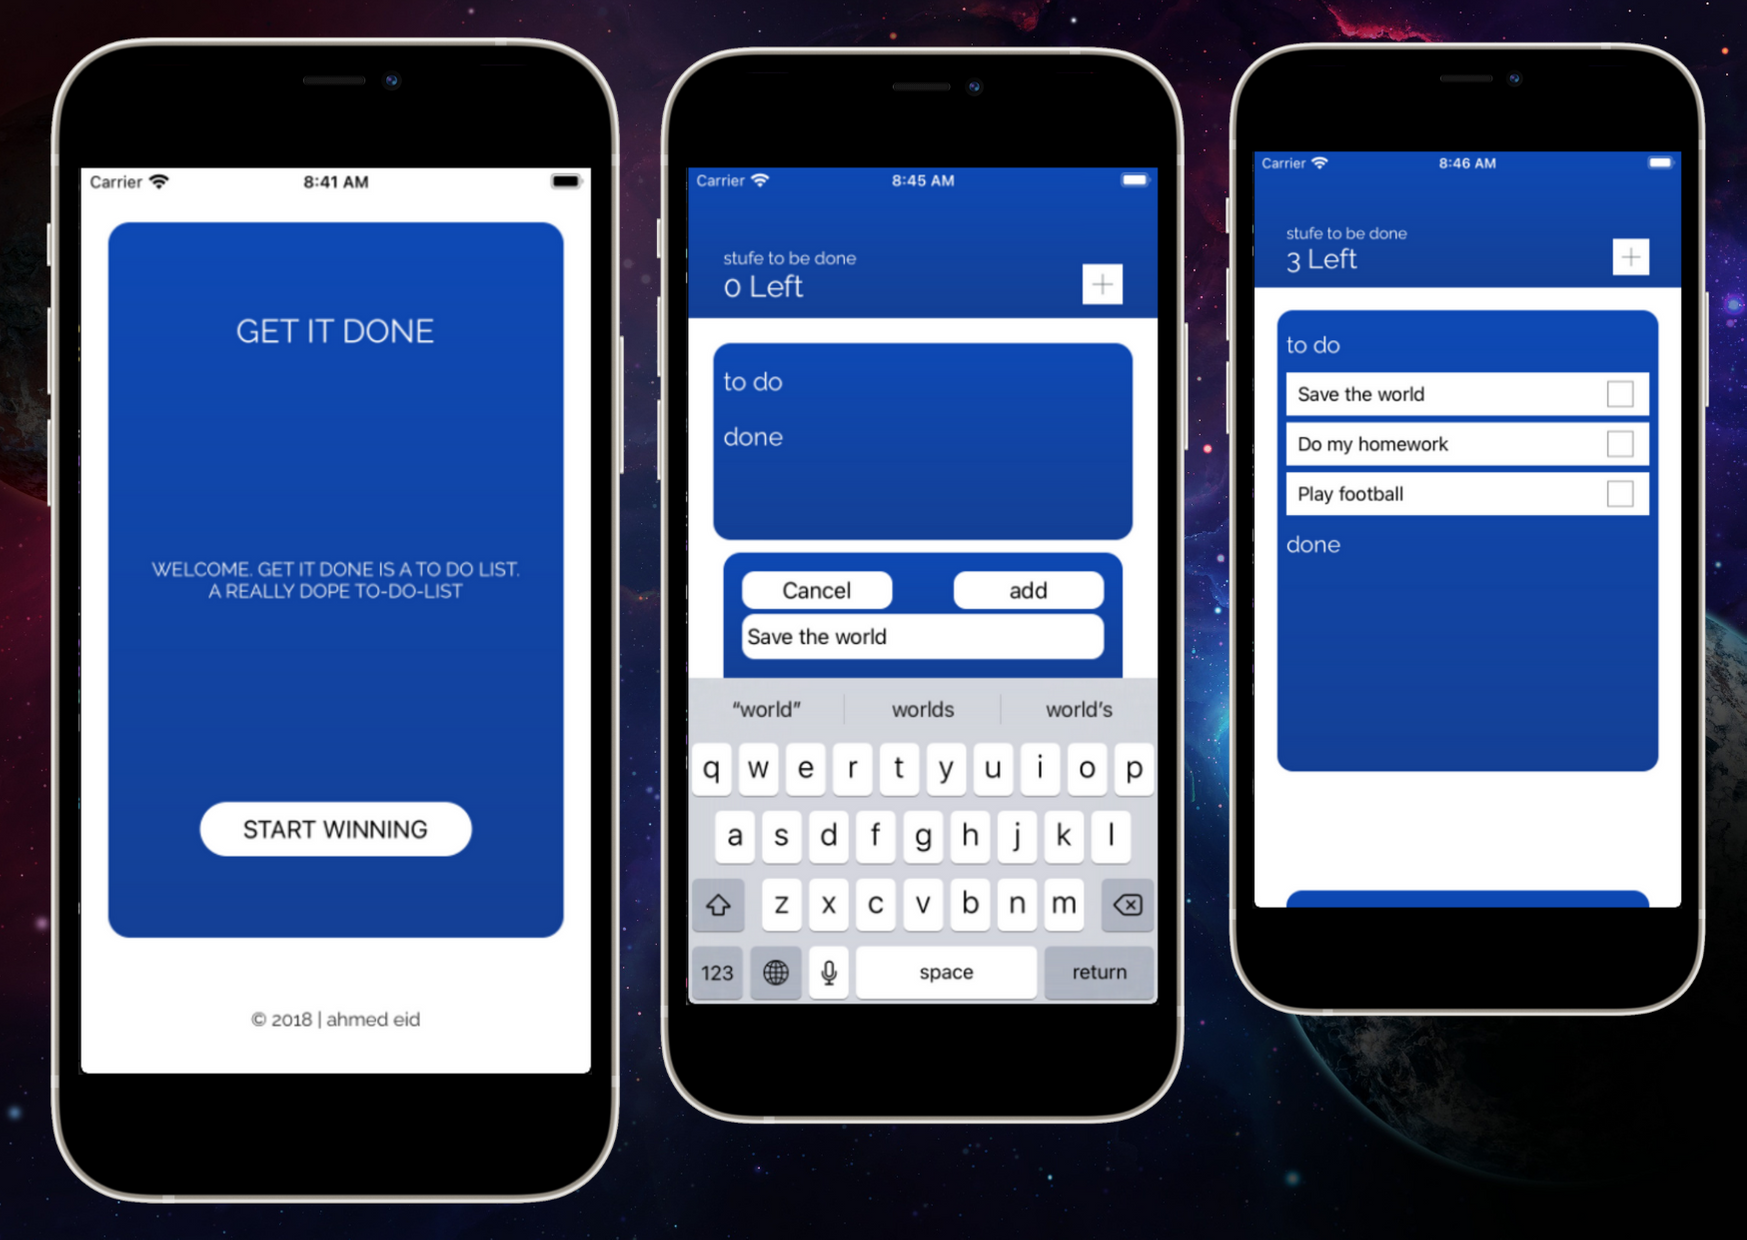 Carrier 8:41 AM
GET IT DONE
WELCOME. GET IT DONE IS A TO DO LIST.
A REALLY DOPE TO-DO-LIST
START WINNING
© 2018 | ahmed eid
Carrier 8:45 AM
stufe to be done
0 Left
+
to do
done
Cancel add
Save the world
“world” worlds world's
q w e r t y u i o p
a s d f g h j k l
z x c v b n m
123 space return
Carrier 8:46 AM
stufe to be done
3 Left
+
to do
Save the world
Do my homework
Play football
done